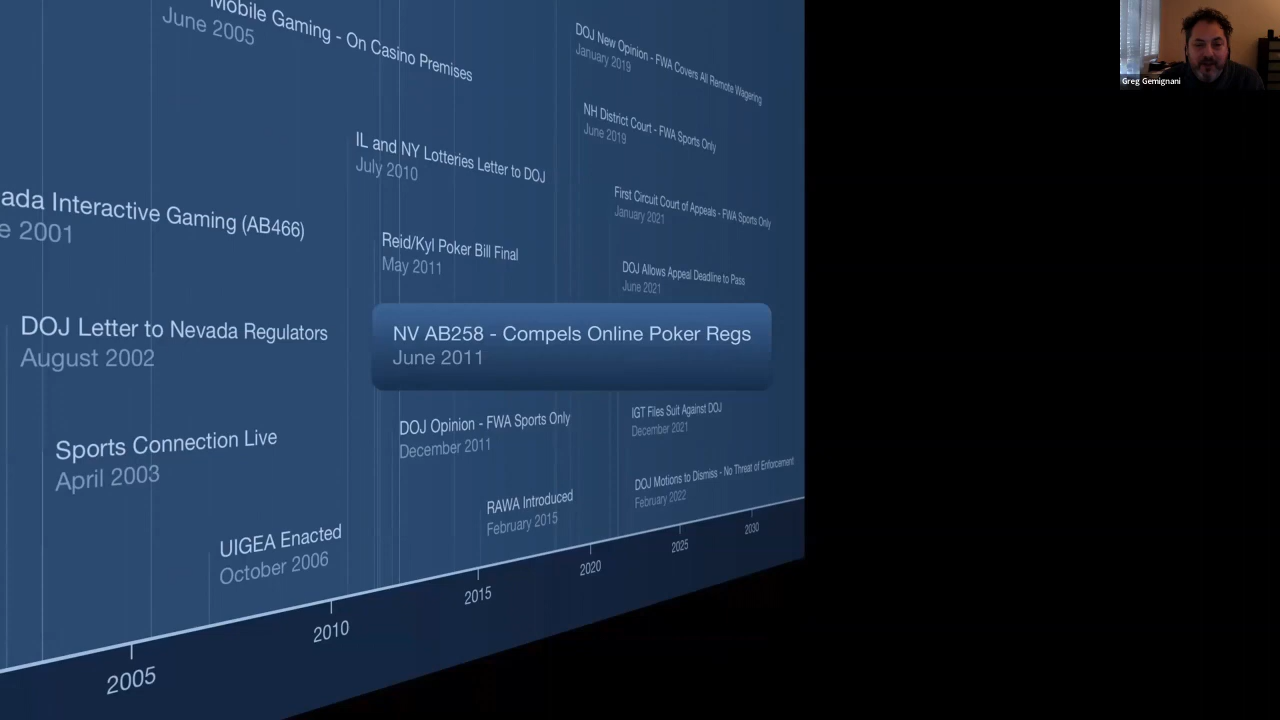 Mobile Gaming - On Casino Premises
June 2005
ada Interactive Gaming (AB466)
e 2001
DOJ Letter to Nevada Regulators
August 2002
Sports Connection Live
April 2003
UIGEA Enacted
October 2006
IL and NY Lotteries Letter to DOJ
July 2010
Reid/Kyl Poker Bill Final
May 2011
NV AB258 - Compels Online Poker Regs
June 2011
DOJ Opinion - FWA Sports Only
December 2011
RAWA Introduced
February 2015
DOJ New Opinion - FWA Covers All Remote Wagering
January 2019
NH District Court - FWA Sports Only
June 2019
First Circuit Court of Appeals - FWA Sports Only
January 2021
DOJ Allows Appeal Deadline to Pass
June 2021
IGT Files Suit Against DOJ
December 2021
DOJ Motions to Dismiss - No Threat of Enforcement
February 2022
2005
2010
2015
2020
2025
2030
Greg Gemignani